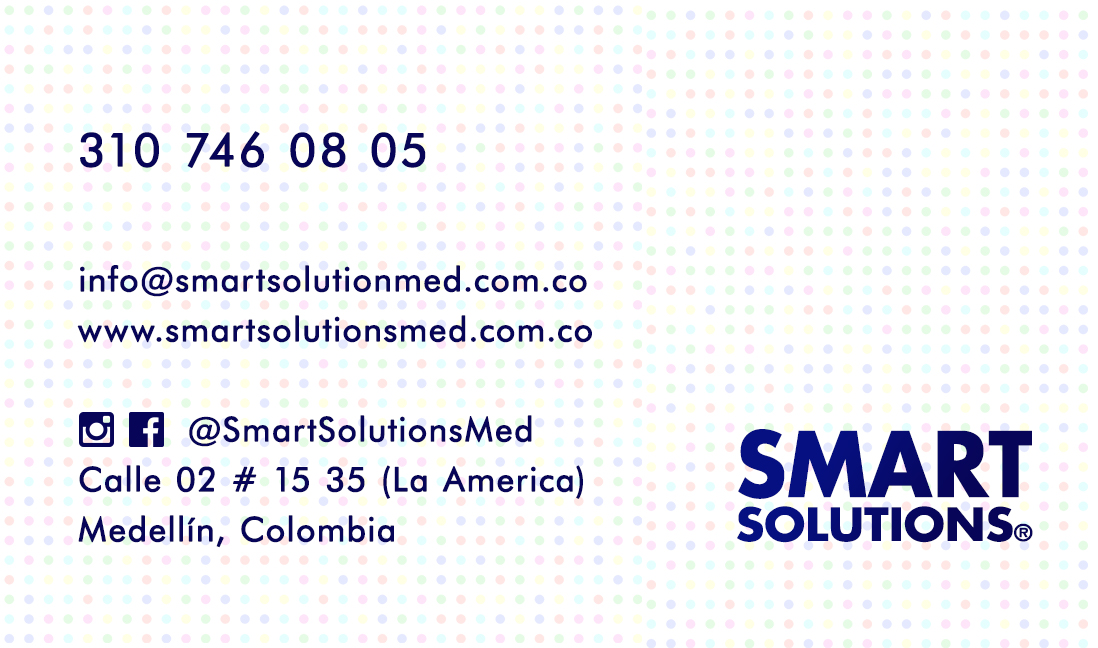 310 746 08 05
info@smartsolutionmed.com.co
www.smartsolutionsmed.com.co
@SmartSolutionsMed
Calle 02 # 15 35 (La America)
Medellín, Colombia
SMART
SOLUTIONS®